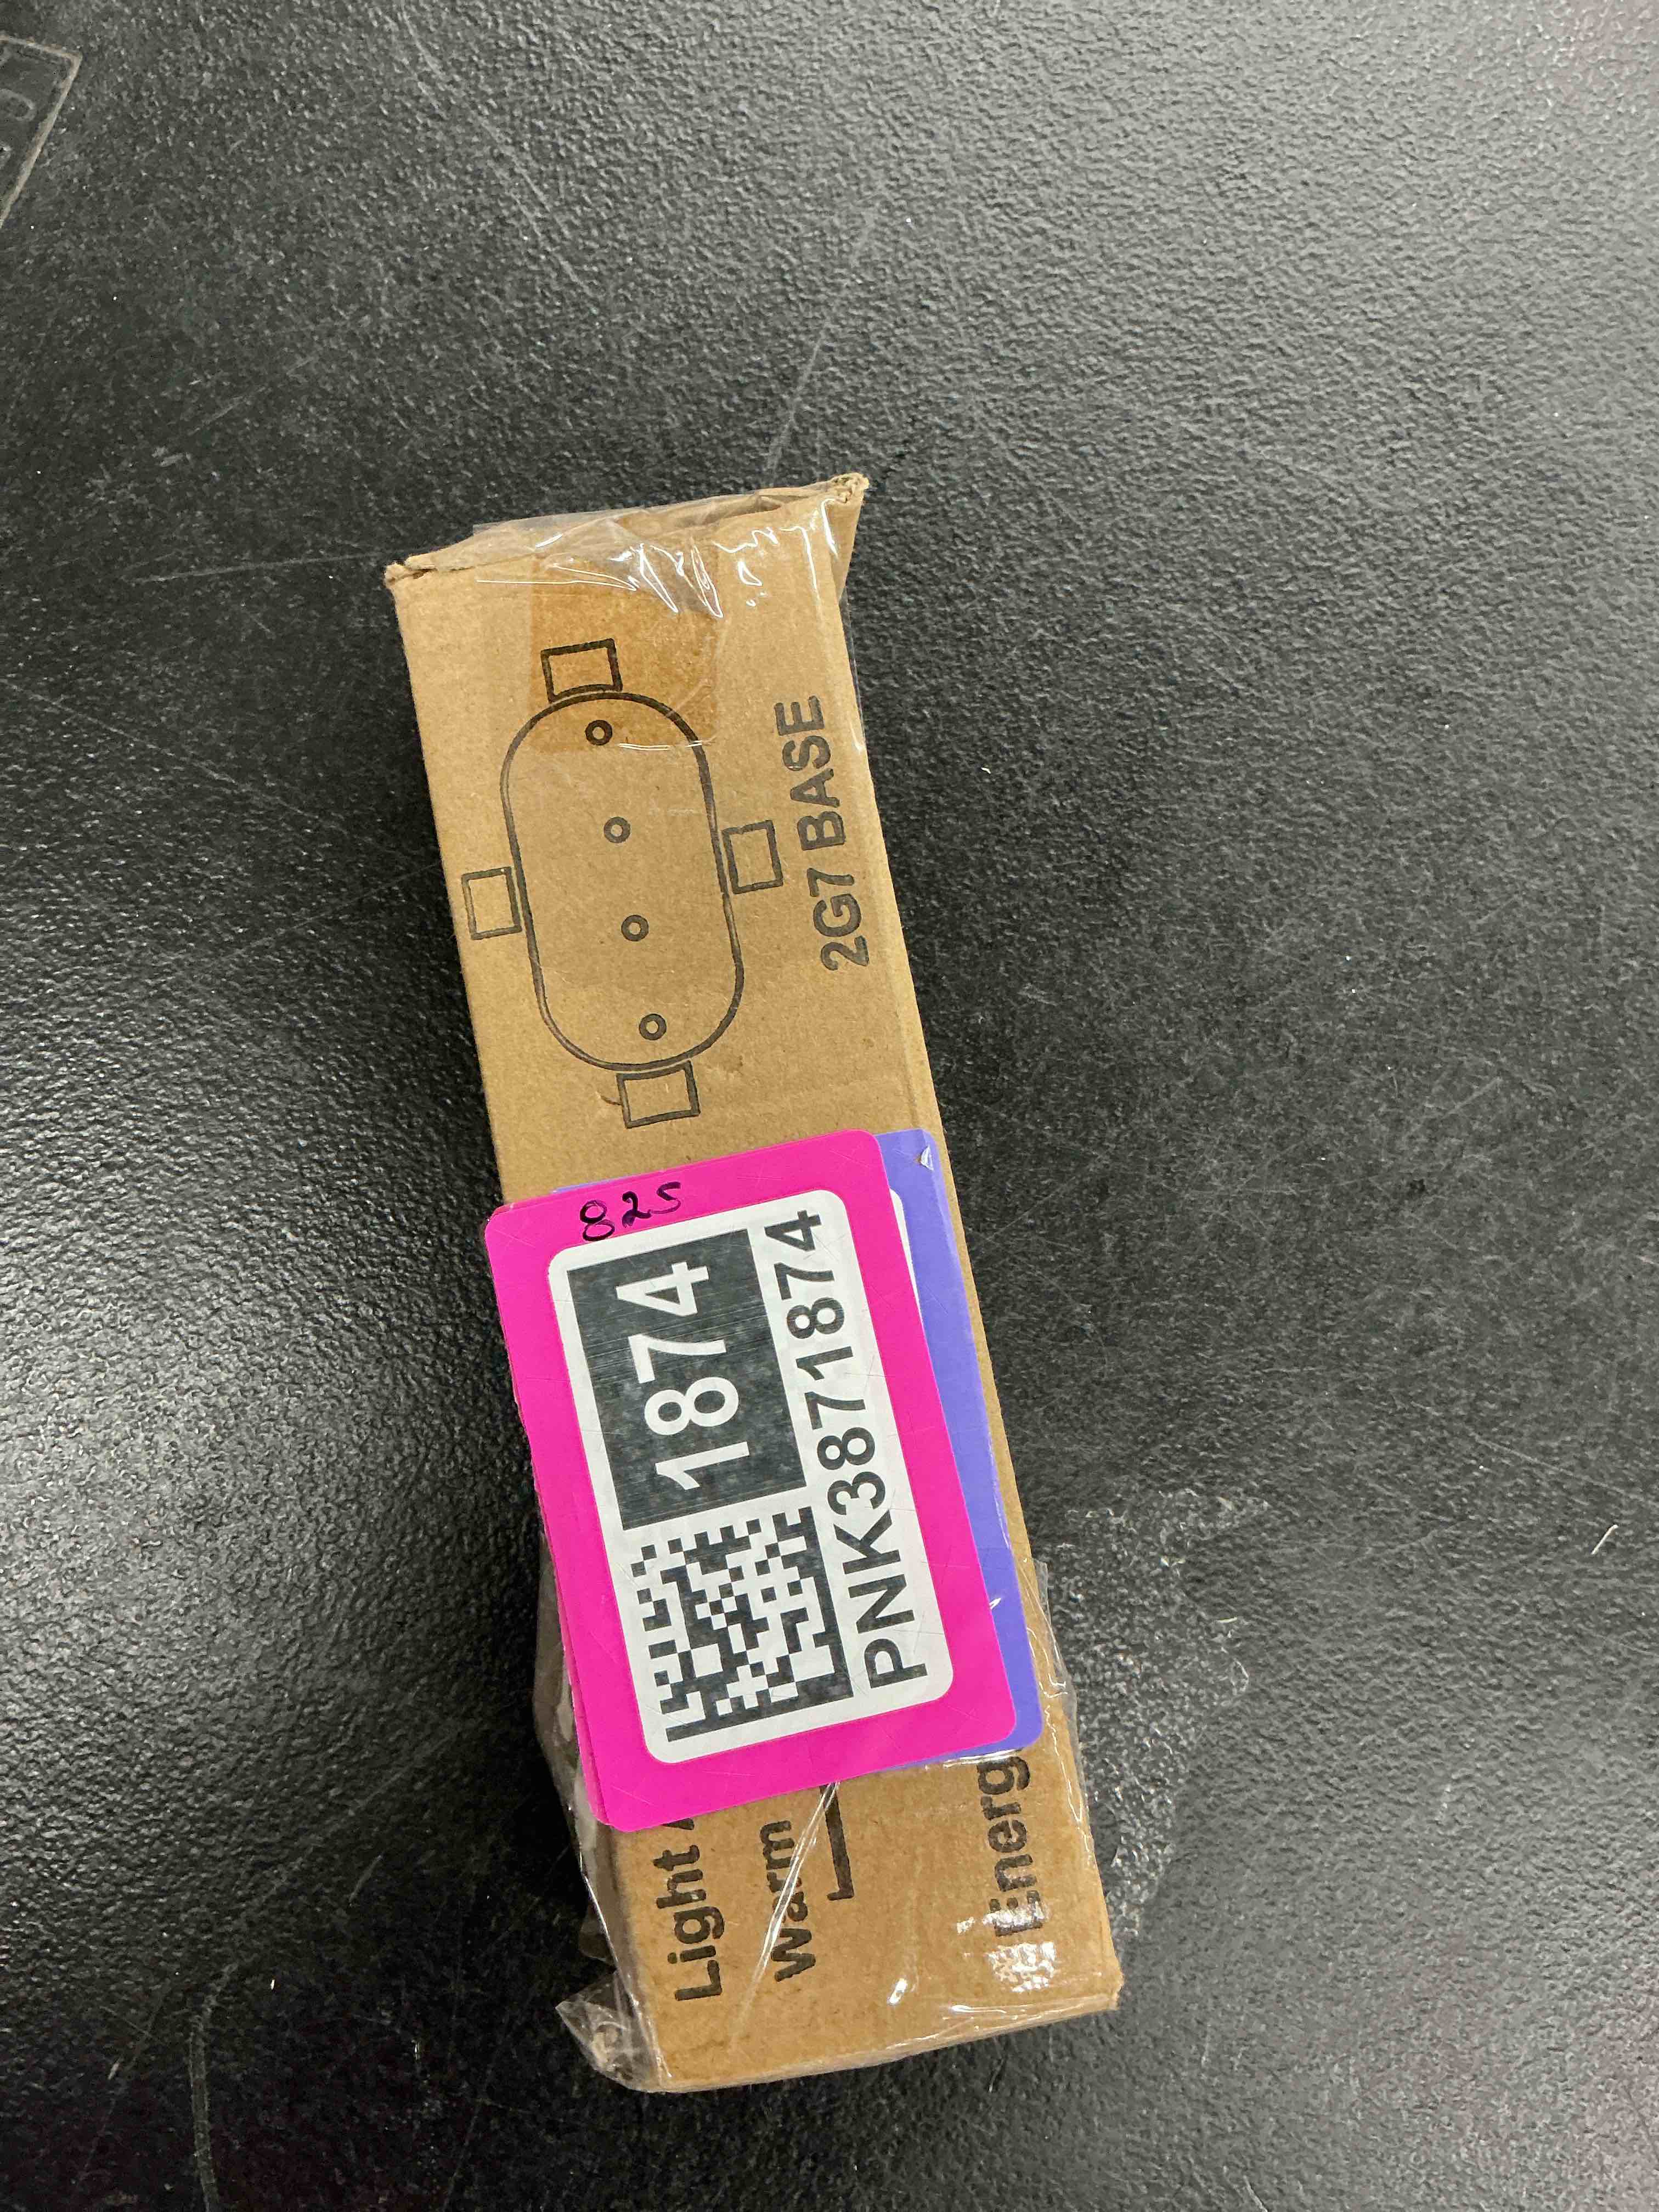 2G7 BASE
825
1874
PNK3871874
Light
Warm
Energ